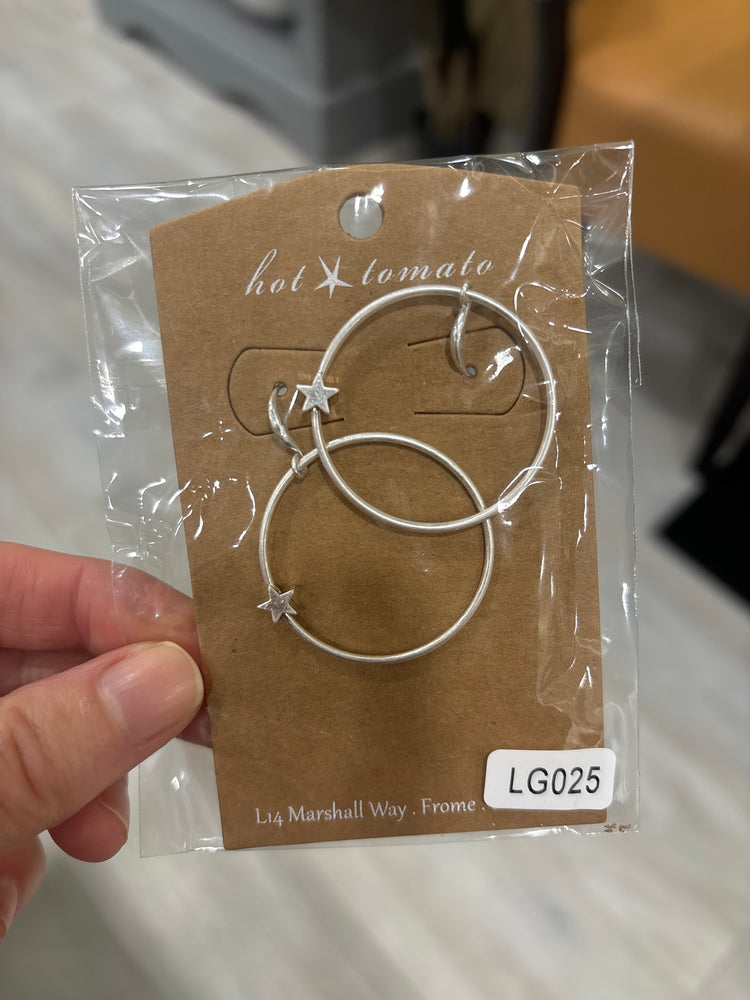 hot tomato
LG025
L14 Marshall Way . Frome .